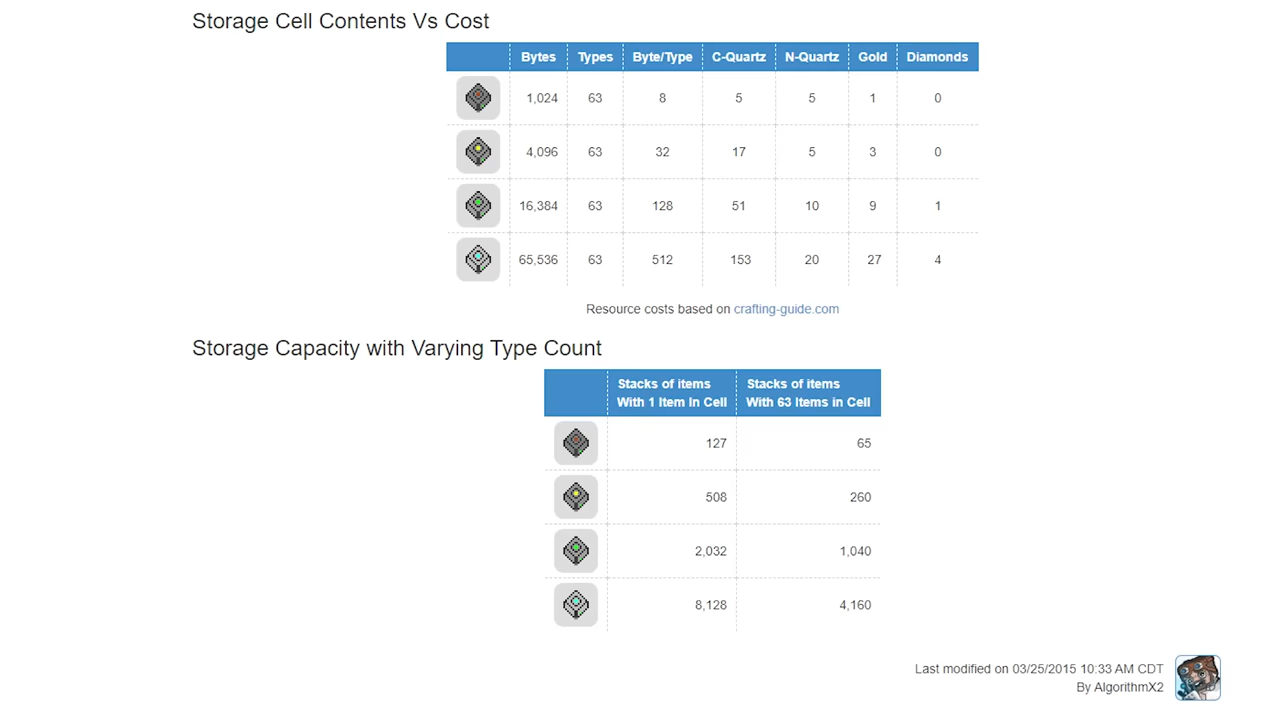 Storage Cell Contents Vs Cost
Bytes Types Byte/Type C-Quartz N-Quartz Gold Diamonds
1,024 63 8 5 5 1 0
4,096 63 32 17 5 3 0
16,384 63 128 51 10 9 1
65,536 63 512 153 20 27 4
Resource costs based on crafting-guide.com
Storage Capacity with Varying Type Count
Stacks of items With 1 Item In Cell Stacks of items With 63 Items in Cell
127 65
508 260
2,032 1,040
8,128 4,160
Last modified on 03/25/2015 10:33 AM CDT
By AlgorithmX2